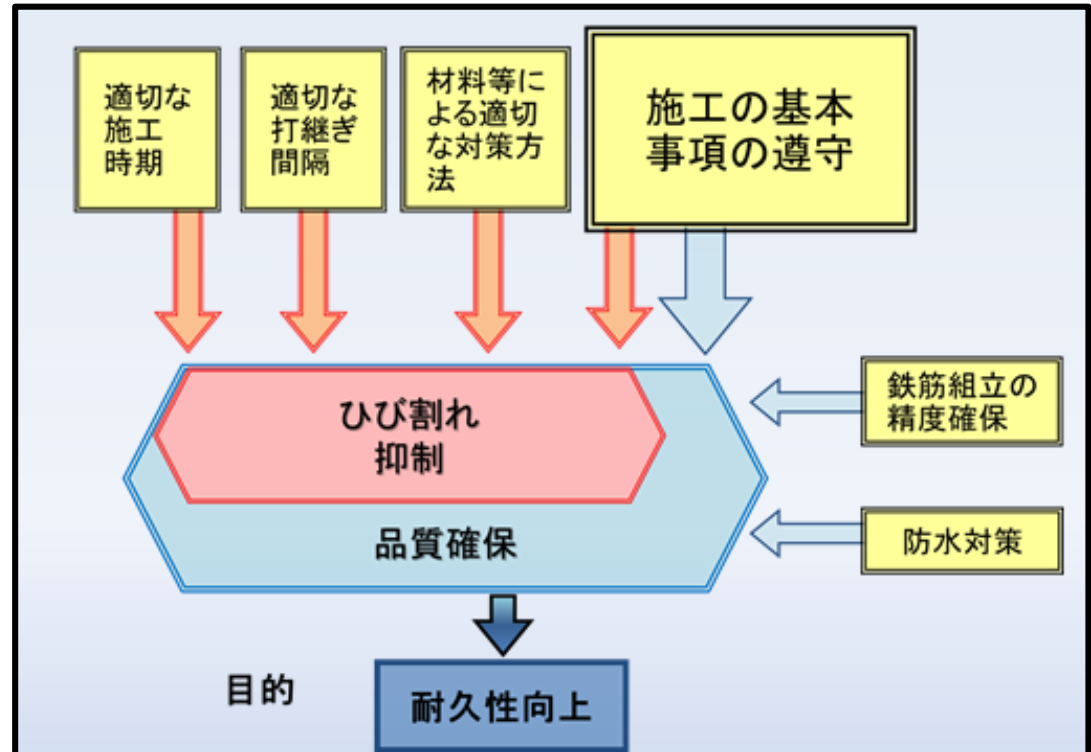 適切な
施工
時期
適切な
打継ぎ
間隔
材料等に
よる適切
な対策方
法
施工の基本
事項の遵守
ひび割れ
抑制
鉄筋組立の
精度確保
品質確保
防水対策
目的
耐久性向上